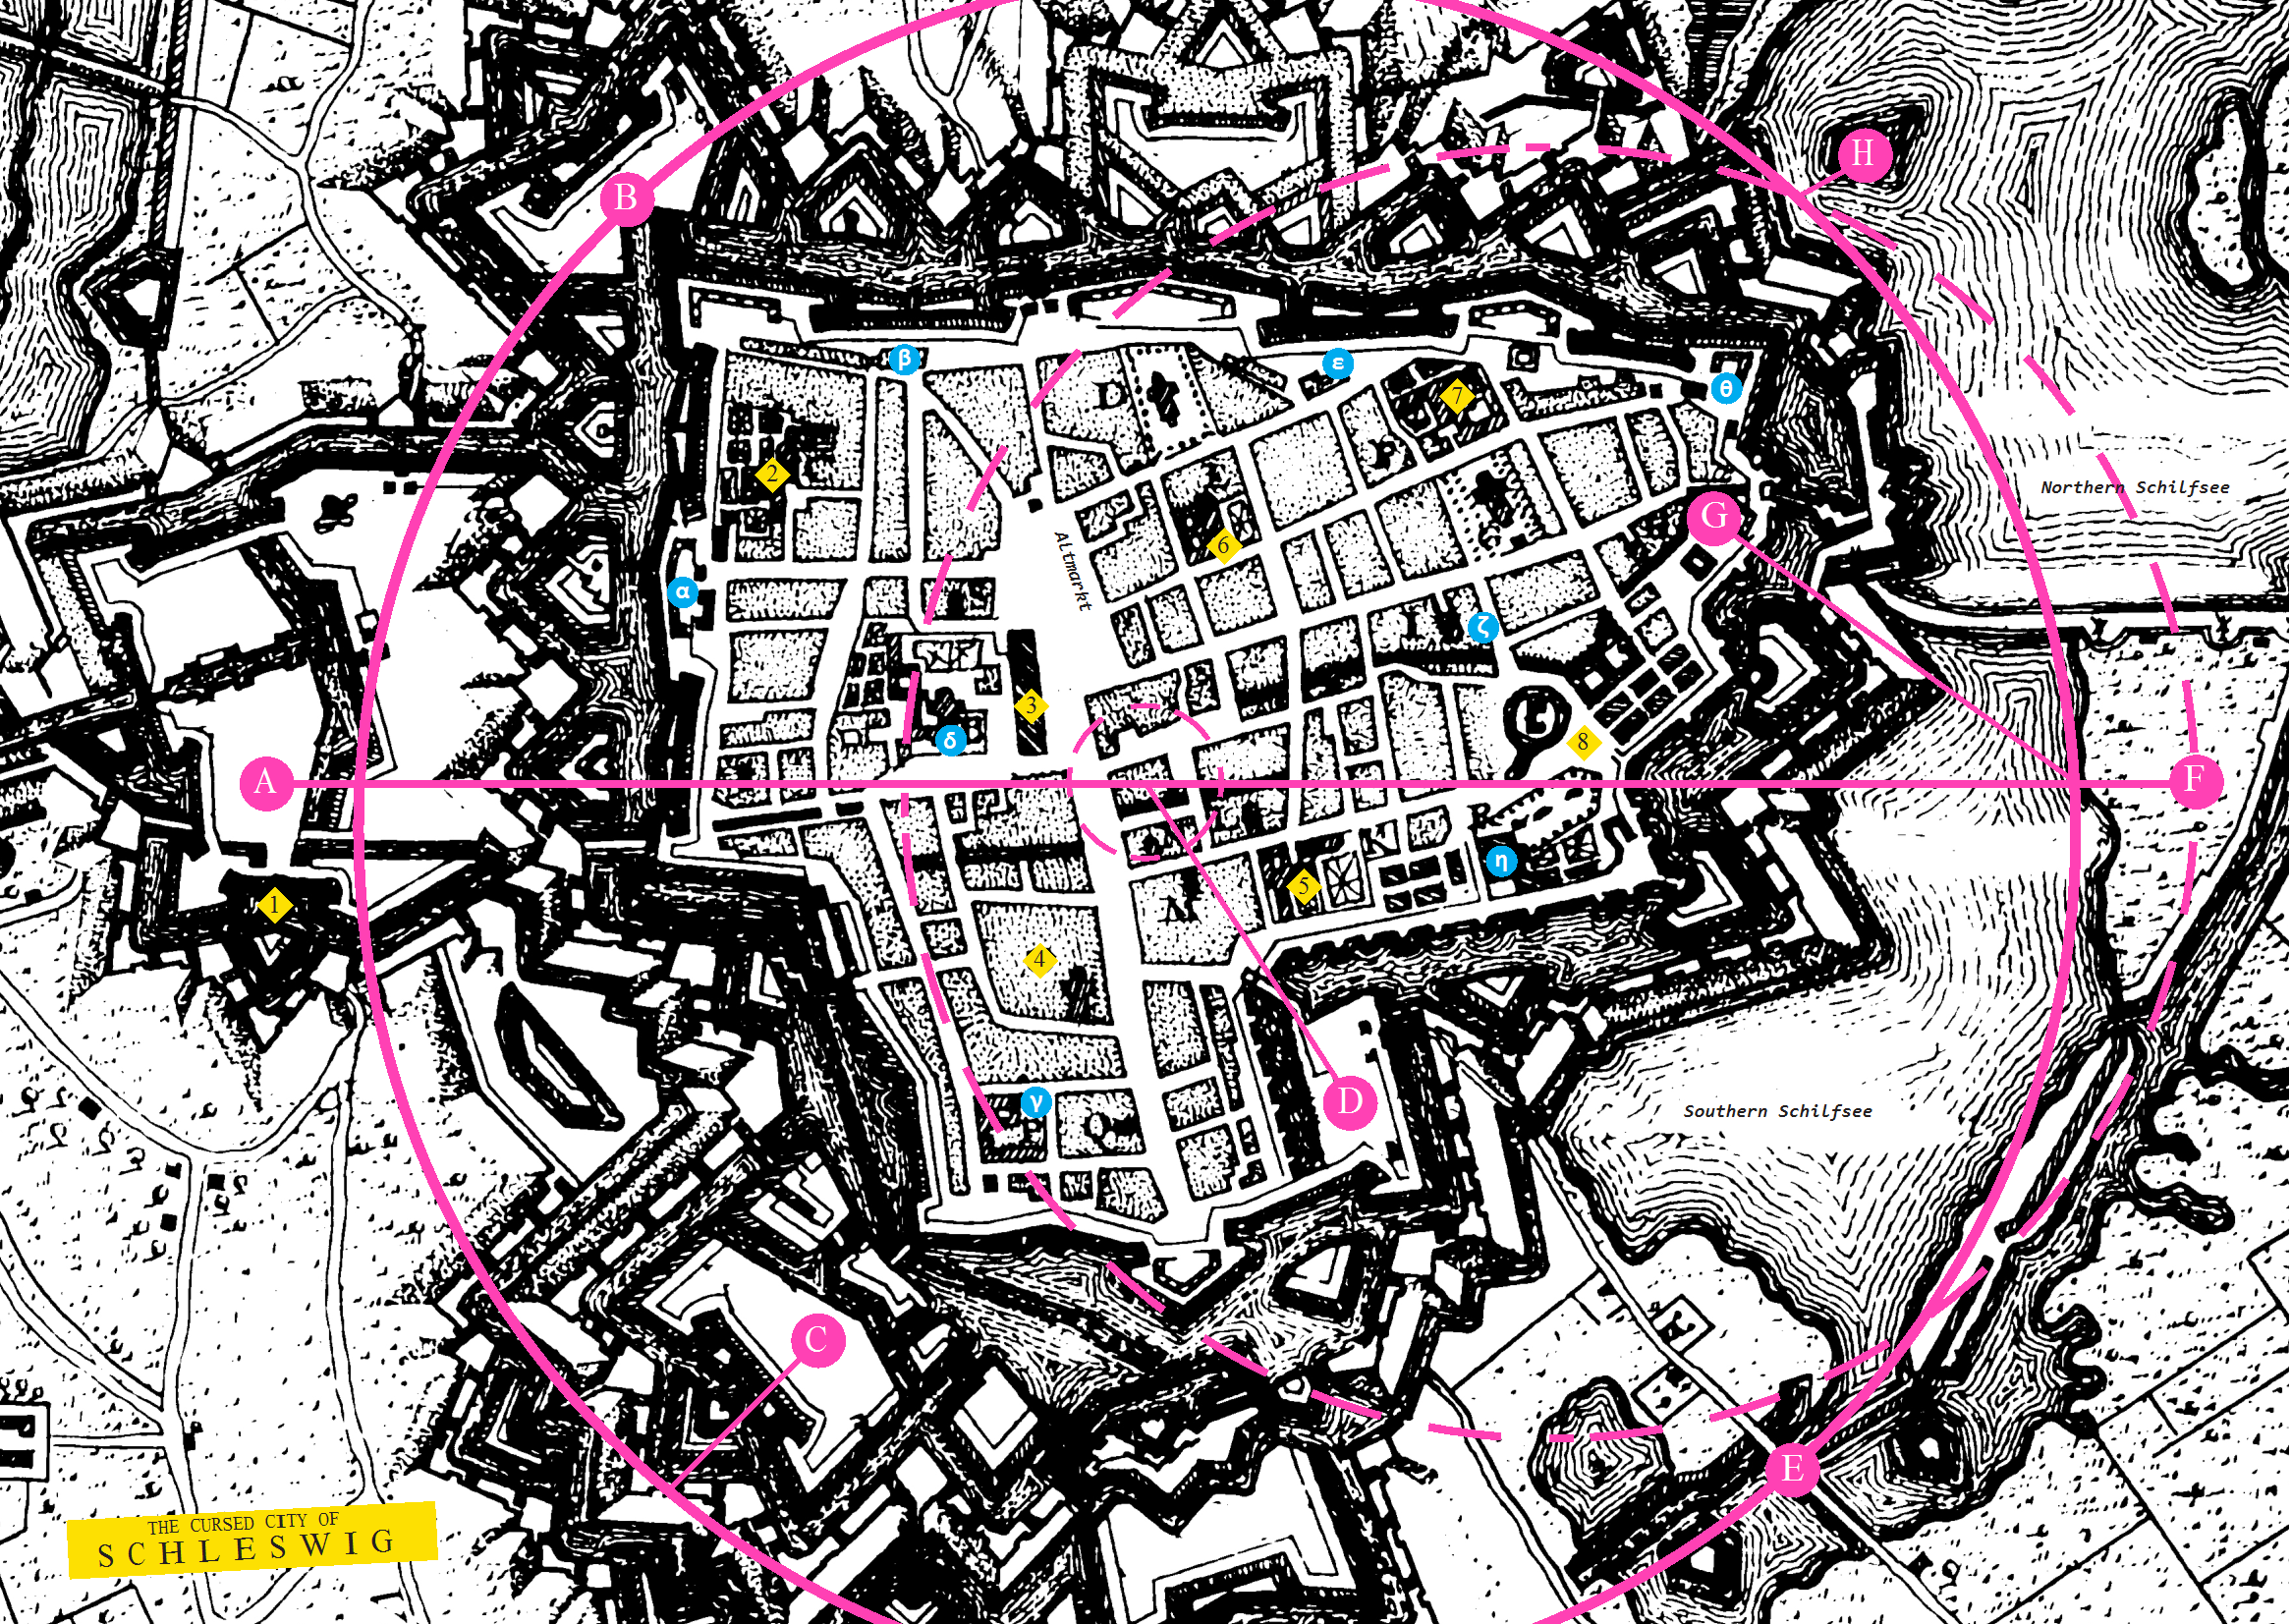 H
B
β
ε
θ
D
7
P
2
Northern Schilfsee
G
6
Altmarkt
α
ζ
I
3
L
δ
8
A
F
K
R
η
5
1
M
4
D
γ
Southern Schilfsee
C
E
THE CURSED CITY OF
SCHLESWIG